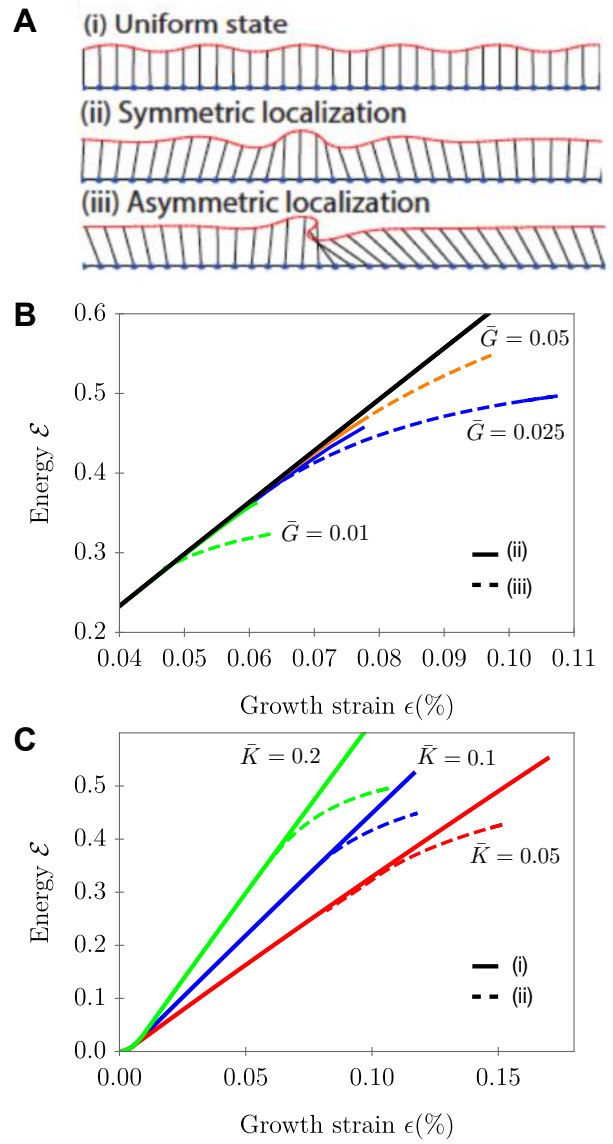 A
(i) Uniform state
(ii) Symmetric localization
(iii) Asymmetric localization
B
0.6
0.5
0.4
0.3
0.2
Energy ℰ
Ḡ = 0.05
Ḡ = 0.025
Ḡ = 0.01
(ii)
(iii)
0.04 0.05 0.06 0.07 0.08 0.09 0.10 0.11
Growth strain ϵ(%)
C
0.5
0.4
0.3
0.2
0.1
0.0
Energy ℰ
K̄ = 0.2
K̄ = 0.1
K̄ = 0.05
(i)
(ii)
0.00 0.05 0.10 0.15
Growth strain ϵ(%)